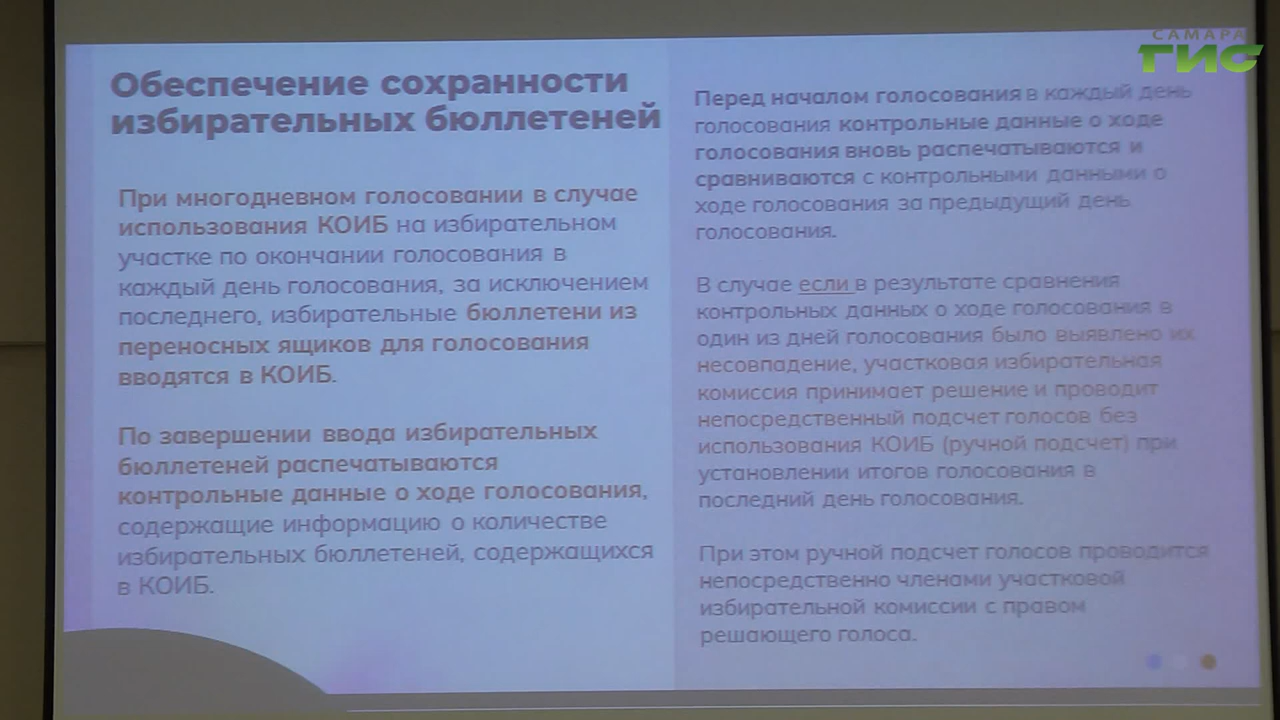 САМАРА
ГИС
Обеспечение сохранности
избирательных бюллетеней
При многодневном голосовании в случае
использования КОИБ на избирательном
участке по окончании голосования в
каждый день голосования, за исключением
последнего, избирательные бюллетени из
переносных ящиков для голосования
вводятся в КОИБ.
По завершении ввода избирательных
бюллетеней распечатываются
контрольные данные о ходе голосования,
содержащие информацию о количестве
избирательных бюллетеней, содержащихся
в КОИБ.
Перед началом голосования в каждый день
голосования контрольные данные о ходе
голосования вновь распечатываются и
сравниваются с контрольными данными о
ходе голосования за предыдущий день
голосования.
В случае если в результате сравнения
контрольных данных о ходе голосования в
один из дней голосования было выявлено их
несовпадение, участковая избирательная
комиссия принимает решение и проводит
непосредственный подсчет голосов без
использования КОИБ (ручной подсчет) при
установлении итогов голосования в
последний день голосования.
При этом ручной подсчет голосов проводится
непосредственно членами участковой
избирательной комиссии с правом
решающего голоса.